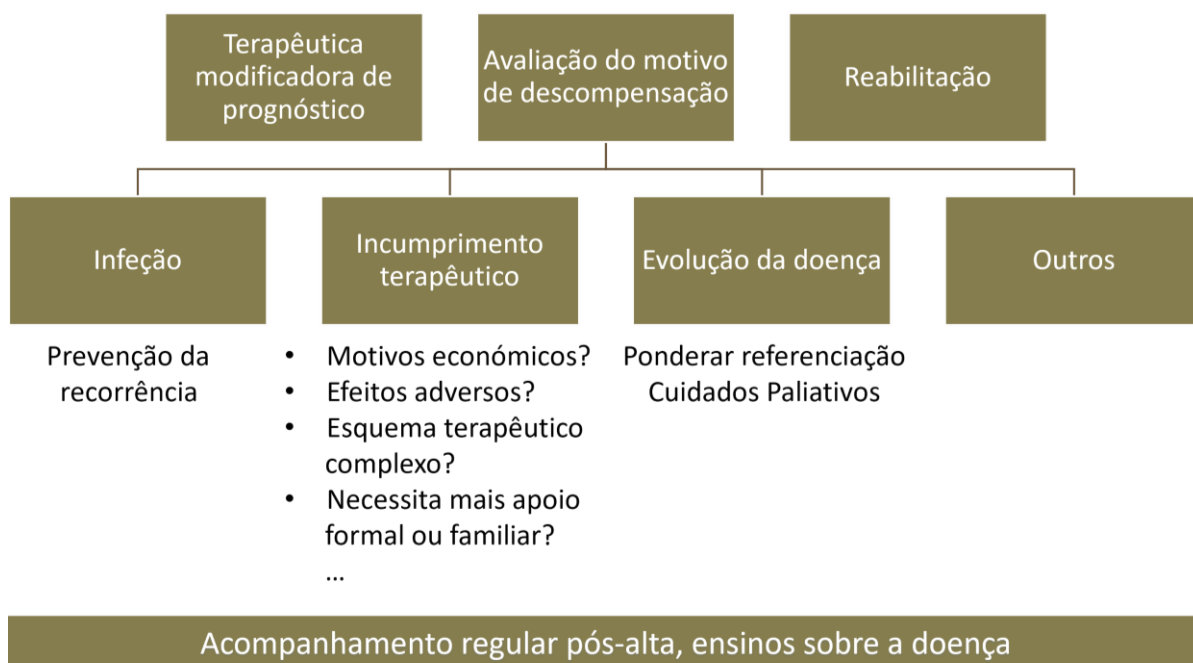 Terapêutica
modificadora de
prognóstico
Avaliação do motivo
de descompensação
Reabilitação
Infeção
Incumprimento
terapêutico
Evolução da doença
Outros
Prevenção da
recorrência
• Motivos económicos?
• Efeitos adversos?
• Esquema terapêutico
complexo?
• Necessita mais apoio
formal ou familiar?
...
Ponderar referenciação
Cuidados Paliativos
Acompanhamento regular pós-alta, ensinos sobre a doença